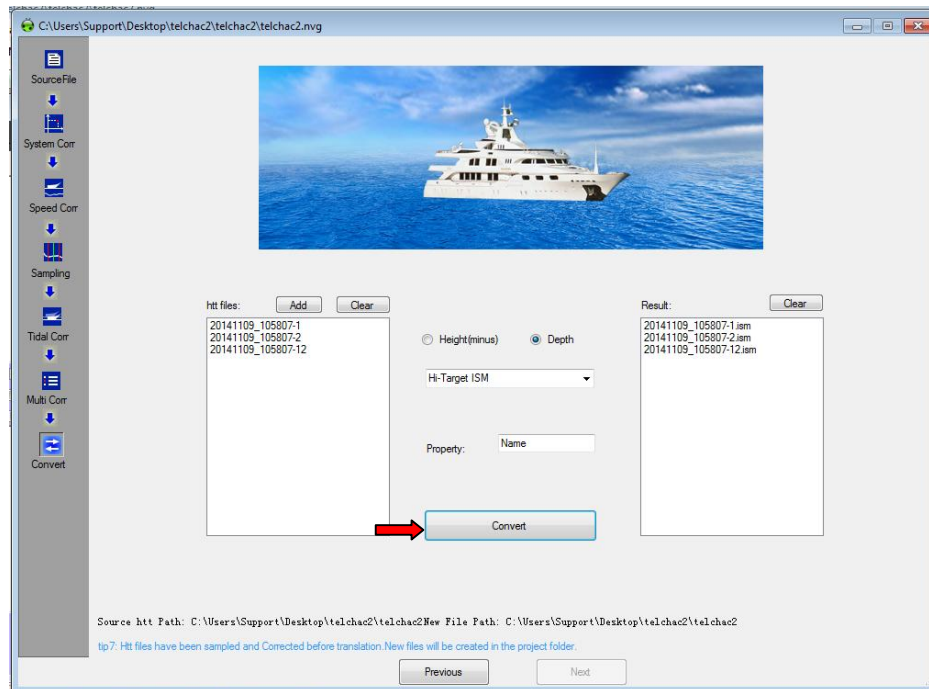 C:\Users\Support\Desktop\telchac2\telchac2\telchac2.nvg
SourceFile
System Corr
Speed Corr
Sampling
Tidal Corr
Multi Corr
Convert
htt files:
Add
Clear
20141109_105807-1
20141109_105807-2
20141109_105807-12
Height(minus)
Depth
Hi-Target ISM
Property:
Name
Convert
Result:
Clear
20141109_105807-1.ism
20141109_105807-2.ism
20141109_105807-12.ism
Source htt Path: C:\Users\Support\Desktop\telchac2\telchac2New File Path: C:\Users\Support\Desktop\telchac2\telchac2
tip7: Htt files have been sampled and Corrected before translation.New files will be created in the project folder.
Previous
Next